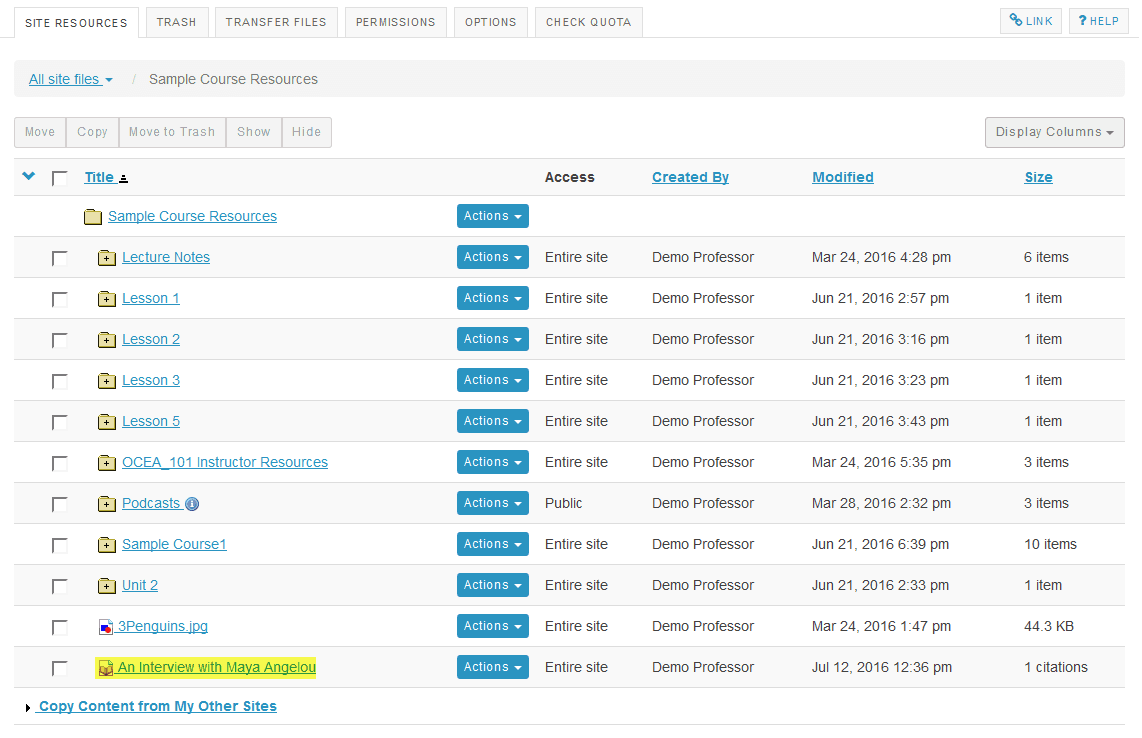 SITE RESOURCES TRASH TRANSFER FILES PERMISSIONS OPTIONS CHECK QUOTA LINK ? HELP
All site files / Sample Course Resources
Move Copy Move to Trash Show Hide Display Columns
Title Access Created By Modified Size
Sample Course Resources Actions
Lecture Notes Actions Entire site Demo Professor Mar 24, 2016 4:28 pm 6 items
Lesson 1 Actions Entire site Demo Professor Jun 21, 2016 2:57 pm 1 item
Lesson 2 Actions Entire site Demo Professor Jun 21, 2016 3:16 pm 1 item
Lesson 3 Actions Entire site Demo Professor Jun 21, 2016 3:23 pm 1 item
Lesson 5 Actions Entire site Demo Professor Jun 21, 2016 3:43 pm 1 item
OCEA_101 Instructor Resources Actions Entire site Demo Professor Mar 24, 2016 5:35 pm 3 items
Podcasts Actions Public Demo Professor Mar 28, 2016 2:32 pm 3 items
Sample Course1 Actions Entire site Demo Professor Jun 21, 2016 6:39 pm 10 items
Unit 2 Actions Entire site Demo Professor Jun 21, 2016 2:33 pm 1 item
3Penguins.jpg Actions Entire site Demo Professor Mar 24, 2016 1:47 pm 44.3 KB
An Interview with Maya Angelou Actions Entire site Demo Professor Jul 12, 2016 12:36 pm 1 citations
Copy Content from My Other Sites